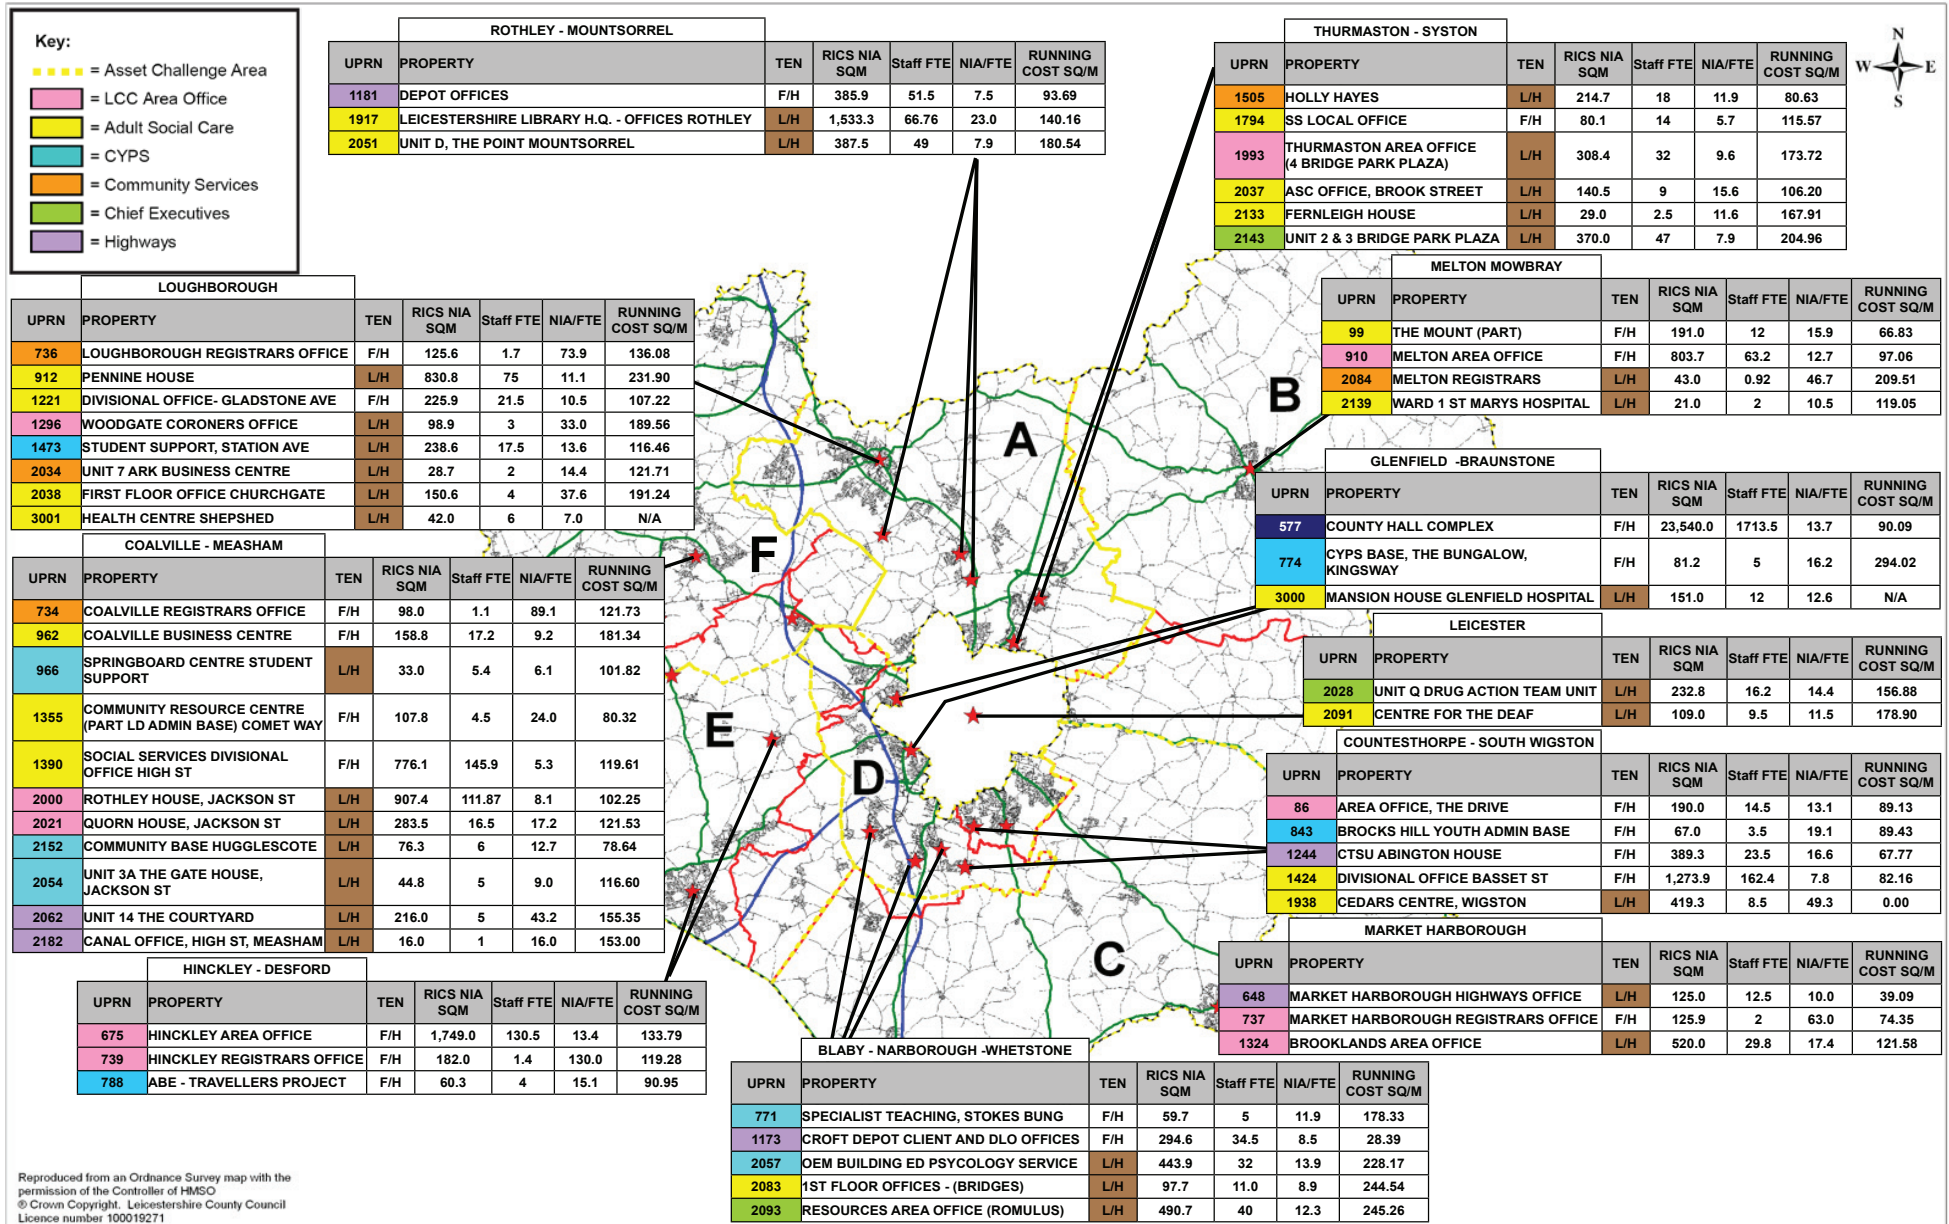 Key:
= Asset Challenge Area
= LCC Area Office
= Adult Social Care
= CYPS
= Community Services
= Chief Executives
= Highways
ROTHLEY - MOUNTSORREL
UPRN PROPERTY TEN RICS NIA SQM Staff FTE NIA/FTE RUNNING COST SQ/M
1181 DEPOT OFFICES F/H 385.9 51.5 7.5 93.69
1917 LEICESTERSHIRE LIBRARY H.Q. - OFFICES ROTHLEY L/H 1,533.3 66.76 23.0 140.16
2051 UNIT D, THE POINT MOUNTSORREL L/H 387.5 49 7.9 180.54
THURMASTON - SYSTON
UPRN PROPERTY TEN RICS NIA SQM Staff FTE NIA/FTE RUNNING COST SQ/M
1505 HOLLY HAYES L/H 214.7 18 11.9 80.63
1794 SS LOCAL OFFICE F/H 80.1 14 5.7 115.57
1993 THURMASTON AREA OFFICE (4 BRIDGE PARK PLAZA) L/H 308.4 32 9.6 173.72
2037 ASC OFFICE, BROOK STREET L/H 140.5 9 15.6 106.20
2133 FERNLEIGH HOUSE L/H 29.0 2.5 11.6 167.91
2143 UNIT 2 & 3 BRIDGE PARK PLAZA L/H 370.0 47 7.9 204.96
N
W E
S
LOUGHBOROUGH
UPRN PROPERTY TEN RICS NIA SQM Staff FTE NIA/FTE RUNNING COST SQ/M
736 LOUGHBOROUGH REGISTRARS OFFICE F/H 125.6 1.7 73.9 136.08
912 PENNINE HOUSE L/H 830.8 75 11.1 231.90
1221 DIVISIONAL OFFICE- GLADSTONE AVE F/H 225.9 21.5 10.5 107.22
1296 WOODGATE CORONERS OFFICE L/H 98.9 3 33.0 189.56
1473 STUDENT SUPPORT, STATION AVE L/H 238.6 17.5 13.6 116.46
2034 UNIT 7 ARK BUSINESS CENTRE L/H 28.7 2 14.4 121.71
2038 FIRST FLOOR OFFICE CHURCHGATE L/H 150.6 4 37.6 191.24
3001 HEALTH CENTRE SHEPSHED L/H 42.0 6 7.0 N/A
MELTON MOWBRAY
UPRN PROPERTY TEN RICS NIA SQM Staff FTE NIA/FTE RUNNING COST SQ/M
99 THE MOUNT (PART) F/H 191.0 12 15.9 66.83
910 MELTON AREA OFFICE F/H 803.7 63.2 12.7 97.06
2084 MELTON REGISTRARS L/H 43.0 0.92 46.7 209.51
2139 WARD 1 ST MARYS HOSPITAL L/H 21.0 2 10.5 119.05
GLENFIELD -BRAUNSTONE
UPRN PROPERTY TEN RICS NIA SQM Staff FTE NIA/FTE RUNNING COST SQ/M
577 COUNTY HALL COMPLEX F/H 23,540.0 1713.5 13.7 90.09
774 CYPS BASE, THE BUNGALOW, KINGSWAY F/H 81.2 5 16.2 294.02
3000 MANSION HOUSE GLENFIELD HOSPITAL L/H 151.0 12 12.6 N/A
COALVILLE - MEASHAM
UPRN PROPERTY TEN RICS NIA SQM Staff FTE NIA/FTE RUNNING COST SQ/M
734 COALVILLE REGISTRARS OFFICE F/H 98.0 1.1 89.1 121.73
962 COALVILLE BUSINESS CENTRE F/H 158.8 17.2 9.2 181.34
966 SPRINGBOARD CENTRE STUDENT SUPPORT L/H 33.0 5.4 6.1 101.82
1355 COMMUNITY RESOURCE CENTRE (PART LD ADMIN BASE) COMET WAY F/H 107.8 4.5 24.0 80.32
1390 SOCIAL SERVICES DIVISIONAL OFFICE HIGH ST F/H 776.1 145.9 5.3 119.61
2000 ROTHLEY HOUSE, JACKSON ST L/H 907.4 111.87 8.1 102.25
2021 QUORN HOUSE, JACKSON ST L/H 283.5 16.5 17.2 121.53
2152 COMMUNITY BASE HUGGLESCOTE L/H 76.3 6 12.7 78.64
2054 UNIT 3A THE GATE HOUSE, JACKSON ST L/H 44.8 5 9.0 116.60
2062 UNIT 14 THE COURTYARD L/H 216.0 5 43.2 155.35
2182 CANAL OFFICE, HIGH ST, MEASHAM L/H 16.0 1 16.0 153.00
LEICESTER
UPRN PROPERTY TEN RICS NIA SQM Staff FTE NIA/FTE RUNNING COST SQ/M
2028 UNIT Q DRUG ACTION TEAM UNIT L/H 232.8 16.2 14.4 156.88
2091 CENTRE FOR THE DEAF L/H 109.0 9.5 11.5 178.90
COUNTESTHORPE - SOUTH WIGSTON
UPRN PROPERTY TEN RICS NIA SQM Staff FTE NIA/FTE RUNNING COST SQ/M
86 AREA OFFICE, THE DRIVE F/H 190.0 14.5 13.1 89.13
843 BROCKS HILL YOUTH ADMIN BASE F/H 67.0 3.5 19.1 89.43
1244 CTSU ABINGTON HOUSE F/H 389.3 23.5 16.6 67.77
1424 DIVISIONAL OFFICE BASSET ST F/H 1,273.9 162.4 7.8 82.16
1938 CEDARS CENTRE, WIGSTON L/H 419.3 8.5 49.3 0.00
MARKET HARBOROUGH
UPRN PROPERTY TEN RICS NIA SQM Staff FTE NIA/FTE RUNNING COST SQ/M
648 MARKET HARBOROUGH HIGHWAYS OFFICE L/H 125.0 12.5 10.0 39.09
737 MARKET HARBOROUGH REGISTRARS OFFICE F/H 125.9 2 63.0 74.35
1324 BROOKLANDS AREA OFFICE L/H 520.0 29.8 17.4 121.58
HINCKLEY - DESFORD
UPRN PROPERTY TEN RICS NIA SQM Staff FTE NIA/FTE RUNNING COST SQ/M
675 HINCKLEY AREA OFFICE F/H 1,749.0 130.5 13.4 133.79
739 HINCKLEY REGISTRARS OFFICE F/H 182.0 1.4 130.0 119.28
788 ABE - TRAVELLERS PROJECT F/H 60.3 4 15.1 90.95
BLABY - NARBOROUGH -WHETSTONE
UPRN PROPERTY TEN RICS NIA SQM Staff FTE NIA/FTE RUNNING COST SQ/M
771 SPECIALIST TEACHING, STOKES BUNG F/H 59.7 5 11.9 178.33
1173 CROFT DEPOT CLIENT AND DLO OFFICES F/H 294.6 34.5 8.5 28.39
2057 OEM BUILDING ED PSYCOLOGY SERVICE L/H 443.9 32 13.9 228.17
2083 1ST FLOOR OFFICES - (BRIDGES) L/H 97.7 11.0 8.9 244.54
2093 RESOURCES AREA OFFICE (ROMULUS) L/H 490.7 40 12.3 245.26
A
B
C
D
E
F
Reproduced from an Ordnance Survey map with the
permission of the Controller of HMSO
® Crown Copyright. Leicestershire County Council
Licence number 100019271